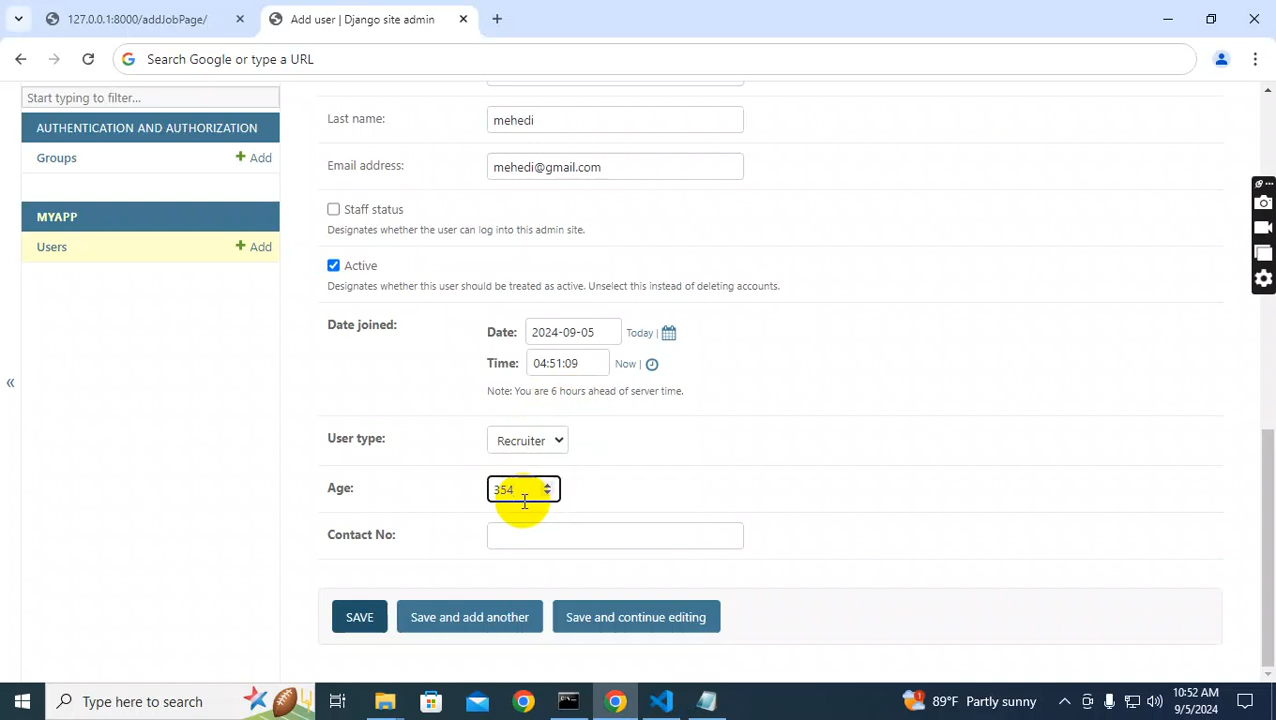 127.0.0.1:8000/addJobPage/
Add user | Django site admin
Search Google or type a URL
Start typing to filter...
AUTHENTICATION AND AUTHORIZATION
Groups
Add
MYAPP
Users
Add
Last name:
mehedi
Email address:
mehedi@gmail.com
Staff status
Designates whether the user can log into this admin site.
Active
Designates whether this user should be treated as active. Unselect this instead of deleting accounts.
Date joined:
Date: 2024-09-05 Today |
Time: 04:51:09 Now |
Note: You are 6 hours ahead of server time.
User type:
Recruiter
Age:
354
Contact No:
SAVE
Save and add another
Save and continue editing
Type here to search
89°F Partly sunny
10:52 AM
9/5/2024